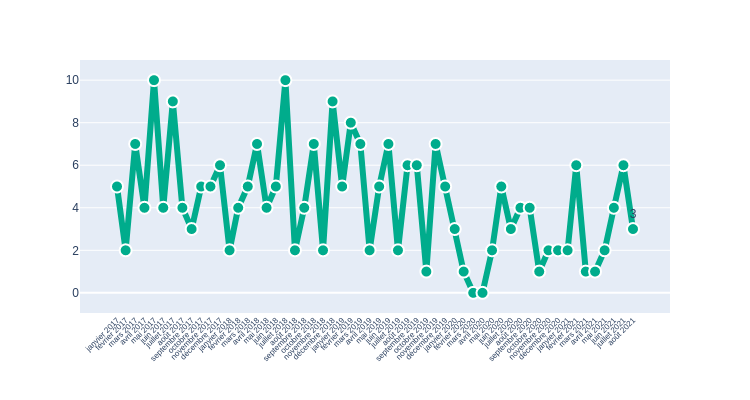 10
8
6
4
2
0
3
janvier 2017
février 2017
mars 2017
avril 2017
mai 2017
juin 2017
juillet 2017
août 2017
septembre 2017
octobre 2017
novembre 2017
décembre 2017
janvier 2018
février 2018
mars 2018
avril 2018
mai 2018
juin 2018
juillet 2018
août 2018
septembre 2018
octobre 2018
novembre 2018
décembre 2018
janvier 2019
février 2019
mars 2019
avril 2019
mai 2019
juin 2019
juillet 2019
août 2019
septembre 2019
octobre 2019
novembre 2019
décembre 2019
janvier 2020
février 2020
mars 2020
avril 2020
mai 2020
juin 2020
juillet 2020
août 2020
septembre 2020
octobre 2020
novembre 2020
décembre 2020
janvier 2021
février 2021
mars 2021
avril 2021
mai 2021
juin 2021
juillet 2021
août 2021